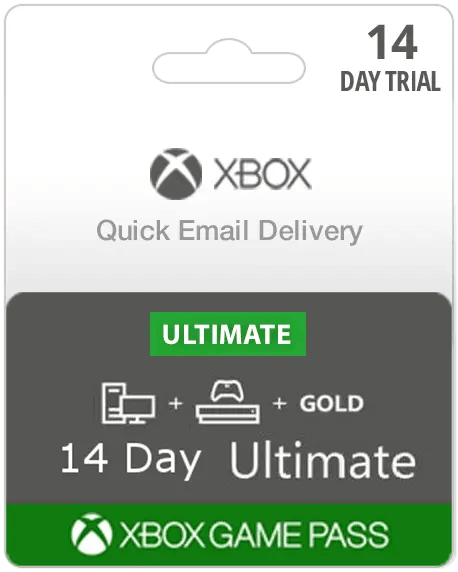 14
DAY TRIAL
XBOX
Quick Email Delivery
ULTIMATE
+ + GOLD
14 Day Ultimate
XBOX GAME PASS